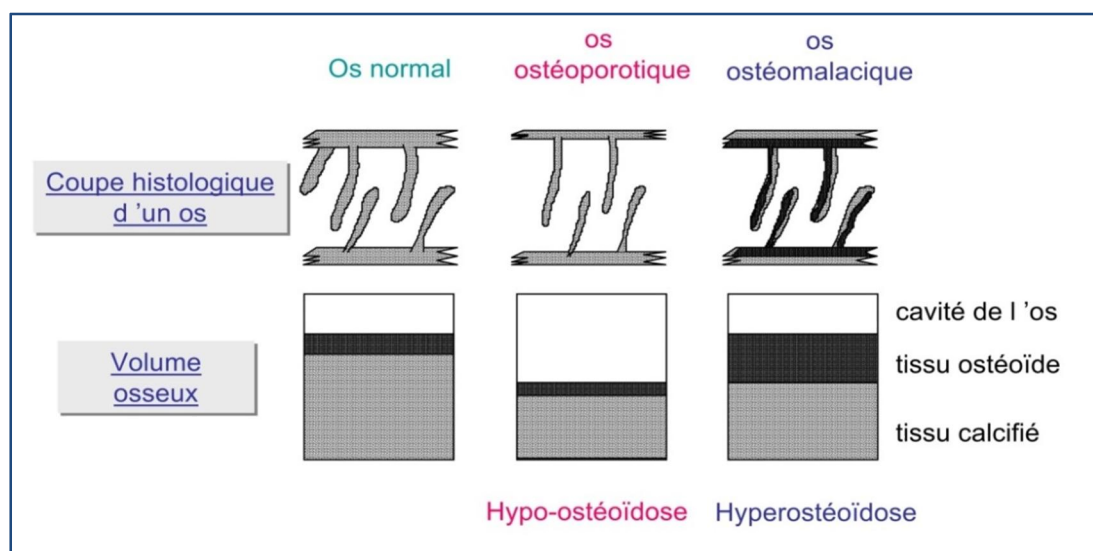 Os normal
os
ostéoporotique
os
ostéomalacique
Coupe histologique
d ’un os
Volume
osseux
cavité de l ’os
tissu ostéoïde
tissu calcifié
Hypo-ostéoïdose
Hyperostéoïdose